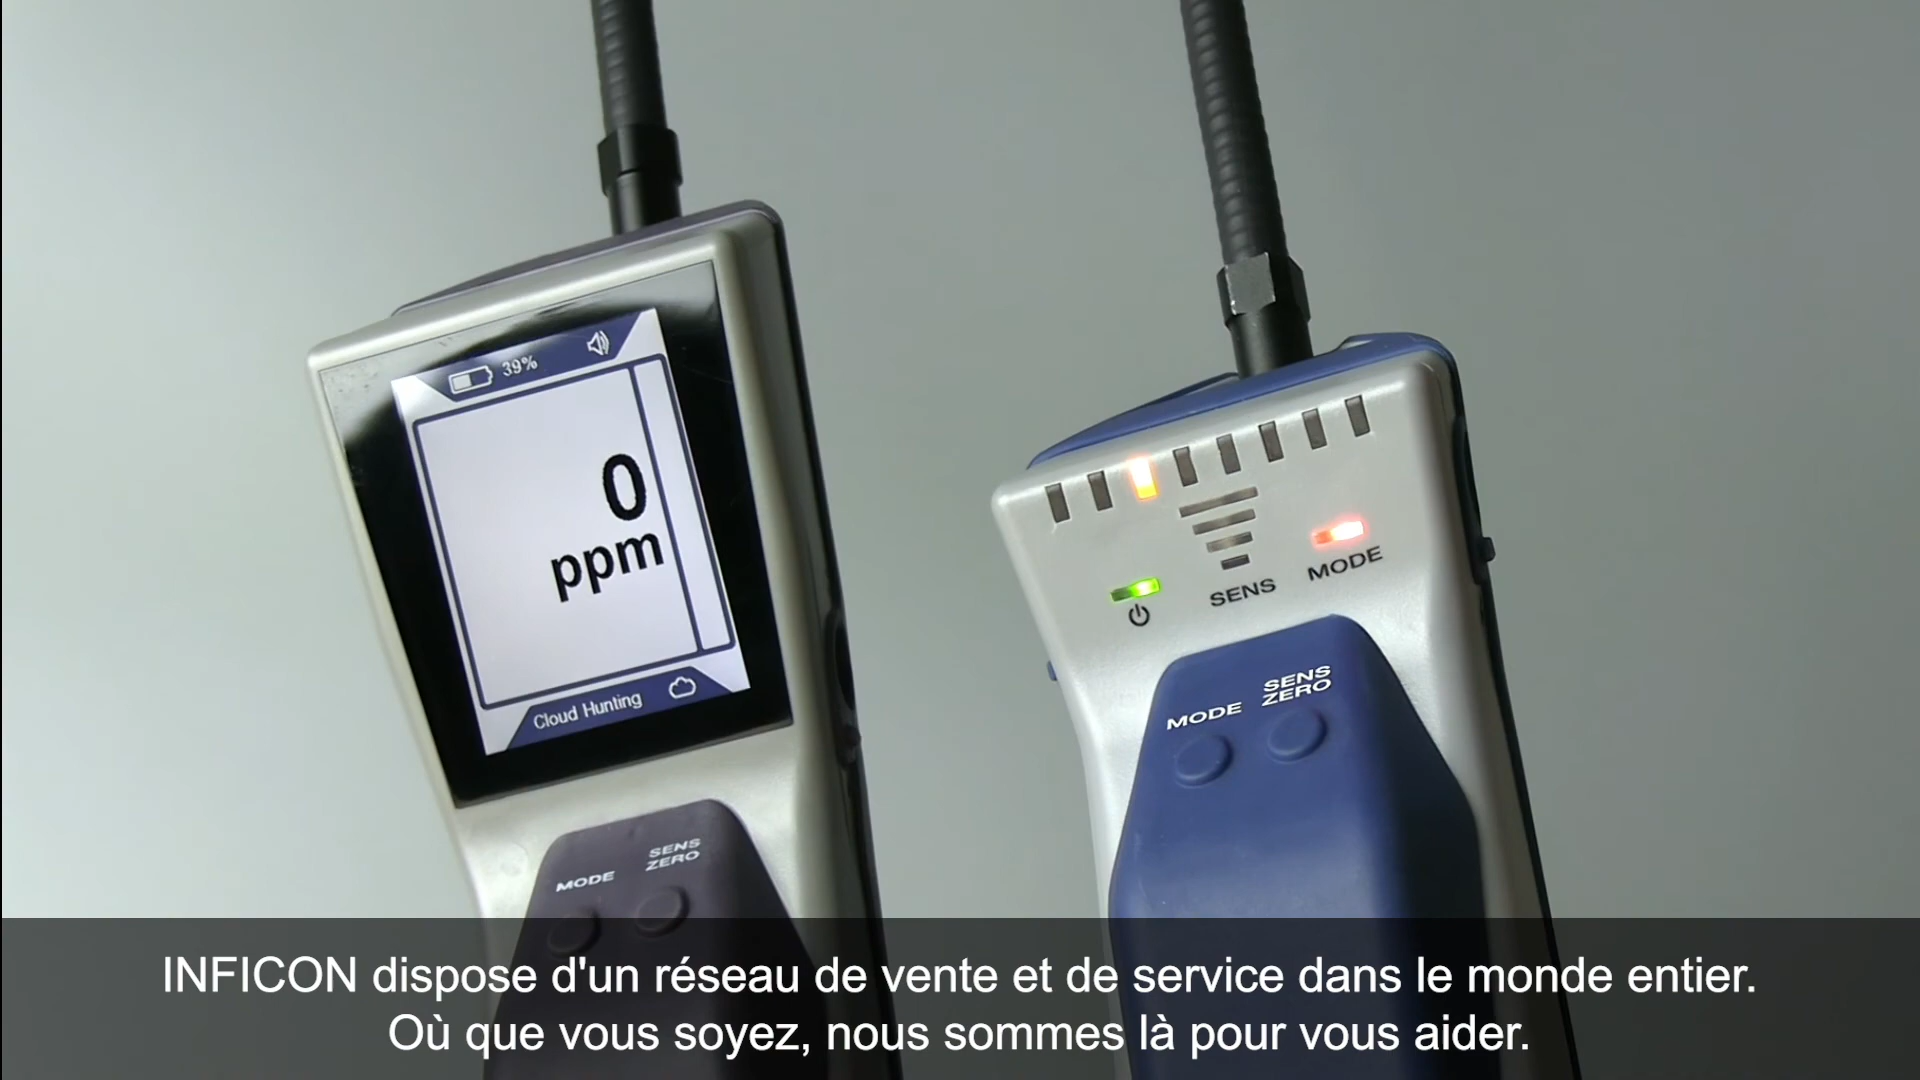 39%
0
ppm
Cloud Hunting
MODE
SENS
ZERO
SENS
MODE
MODE
SENS
ZERO
INFICON dispose d'un réseau de vente et de service dans le monde entier.
Où que vous soyez, nous sommes là pour vous aider.